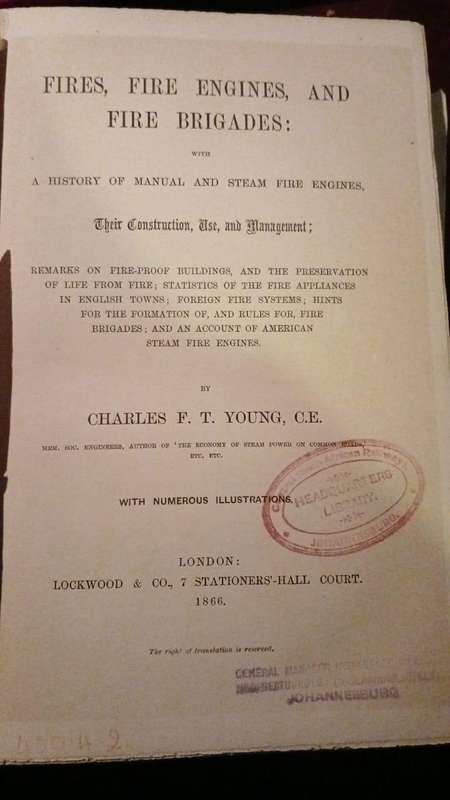 FIRES, FIRE ENGINES, AND
FIRE BRIGADES:
WITH
A HISTORY OF MANUAL AND STEAM FIRE ENGINES,
Their Construction, Use, and Management;
REMARKS ON FIRE-PROOF BUILDINGS, AND THE PRESERVATION
OF LIFE FROM FIRE; STATISTICS OF THE FIRE APPLIANCES
IN ENGLISH TOWNS; FOREIGN FIRE SYSTEMS; HINTS
FOR THE FORMATION OF, AND RULES FOR, FIRE
BRIGADES; AND AN ACCOUNT OF AMERICAN
STEAM FIRE ENGINES.
BY
CHARLES F. T. YOUNG, C.E.
MEM. SOC. ENGINEERS, AUTHOR OF 'THE ECONOMY OF STEAM POWER ON COMMON ROADS,'
ETC. ETC.
African Railways
HEADQUARTERS
LIBRARY.
JOHANNESBURG.
WITH NUMEROUS ILLUSTRATIONS.
LONDON:
LOCKWOOD & CO., 7 STATIONERS'-HALL COURT.
1866.
The right of translation is reserved.
GENERAL MANAGER
JOHANNESBURG